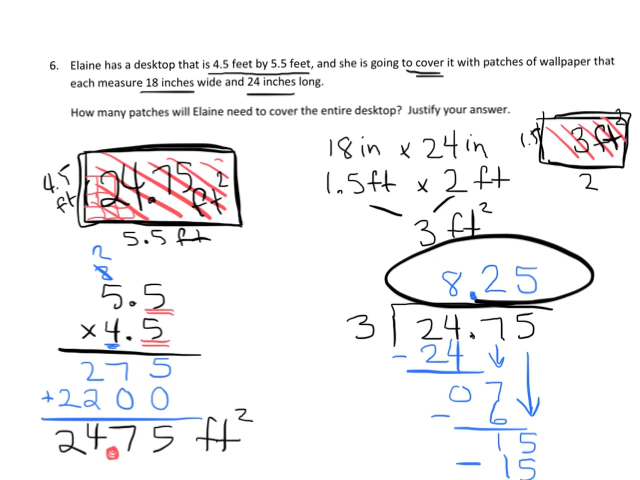 6. Elaine has a desktop that is 4.5 feet by 5.5 feet, and she is going to cover it with patches of wallpaper that
each measure 18 inches wide and 24 inches long.
How many patches will Elaine need to cover the entire desktop? Justify your answer.
4.5 ft
24.75 ft²
5.5 ft
18 in x 24 in
1.5 ft x 2 ft
3 ft²
1.5
3 ft²
2
2
5.5
x 4.5
275
+2200
24.75 ft²
8.25
3 24.75
- 24
07
- 6
15
- 15